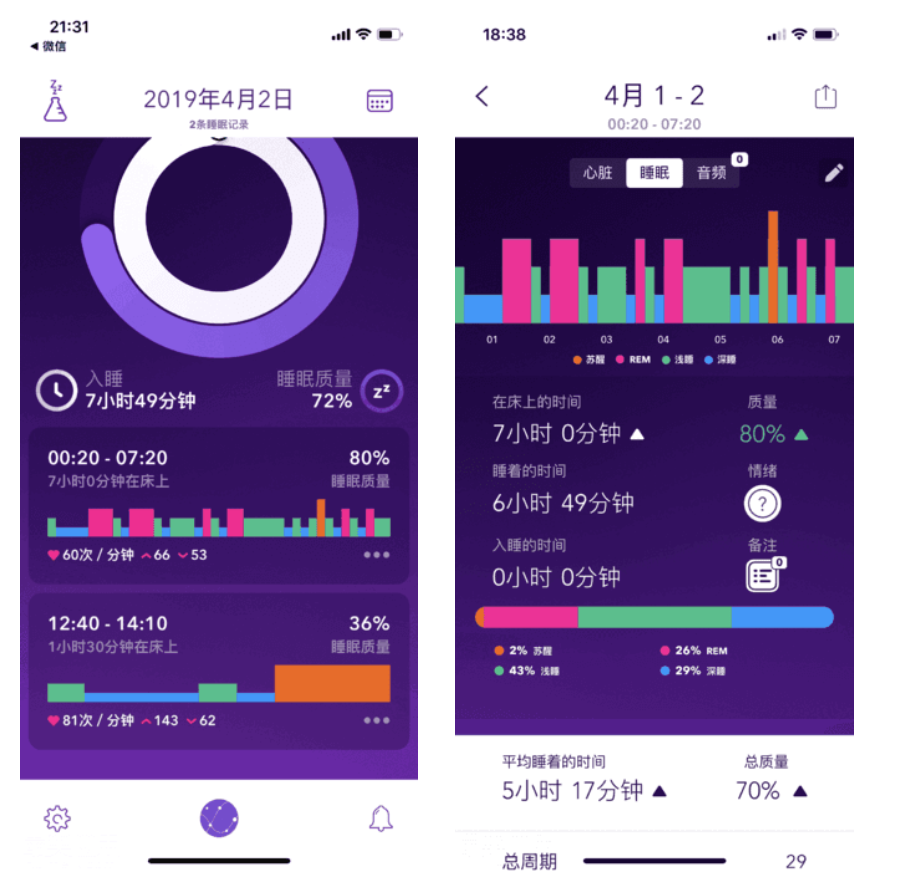 21:31
◀ 微信
Zzz
2019年4月2日
2条睡眠记录
入睡
7小时49分钟
睡眠质量
72%
zz
00:20 - 07:20
80%
7小时0分钟在床上
睡眠质量
60次 / 分钟 66 53
12:40 - 14:10
36%
1小时30分钟在床上
睡眠质量
81次 / 分钟 143 62
18:38
4月 1 - 2
00:20 - 07:20
心脏 睡眠 音频 0
01 02 03 04 05 06 07
苏醒 REM 浅睡 深睡
在床上的时间
7小时 0分钟
质量
80%
睡着的时间
6小时 49分钟
情绪
?
入睡的时间
0小时 0分钟
备注
0
2% 苏醒 26% REM
43% 浅睡 29% 深睡
平均睡着的时间
5小时 17分钟
总质量
70%
总周期 29